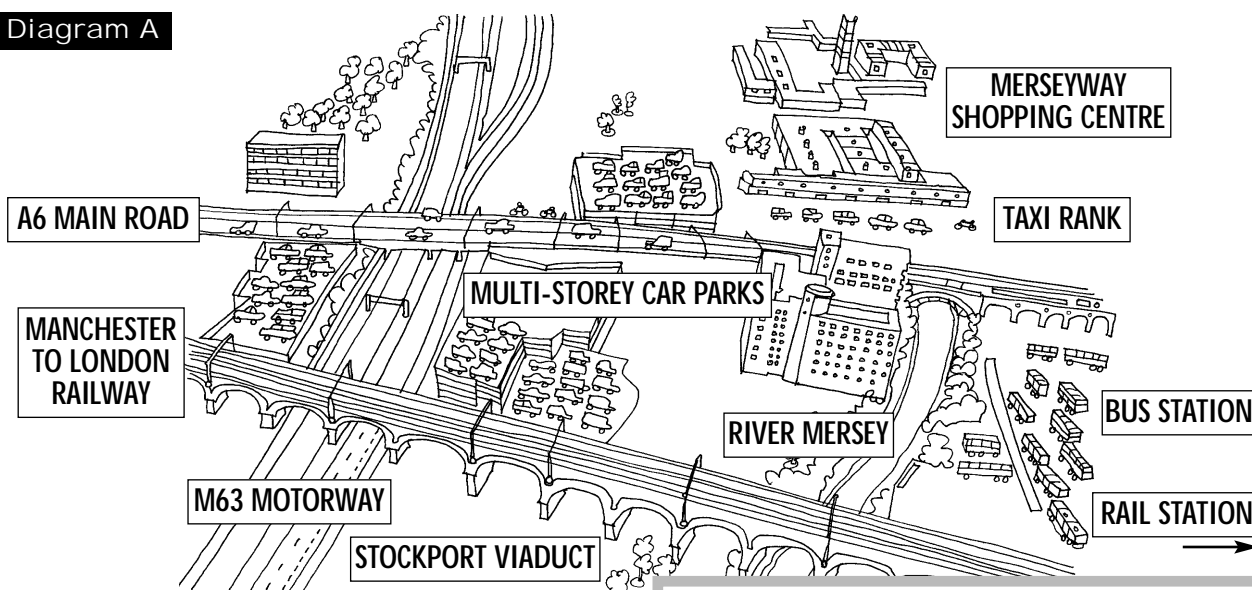 Diagram A
MERSEYWAY
SHOPPING CENTRE
A6 MAIN ROAD
TAXI RANK
MULTI-STOREY CAR PARKS
MANCHESTER
TO LONDON
RAILWAY
BUS STATION
RIVER MERSEY
M63 MOTORWAY
RAIL STATION
STOCKPORT VIADUCT